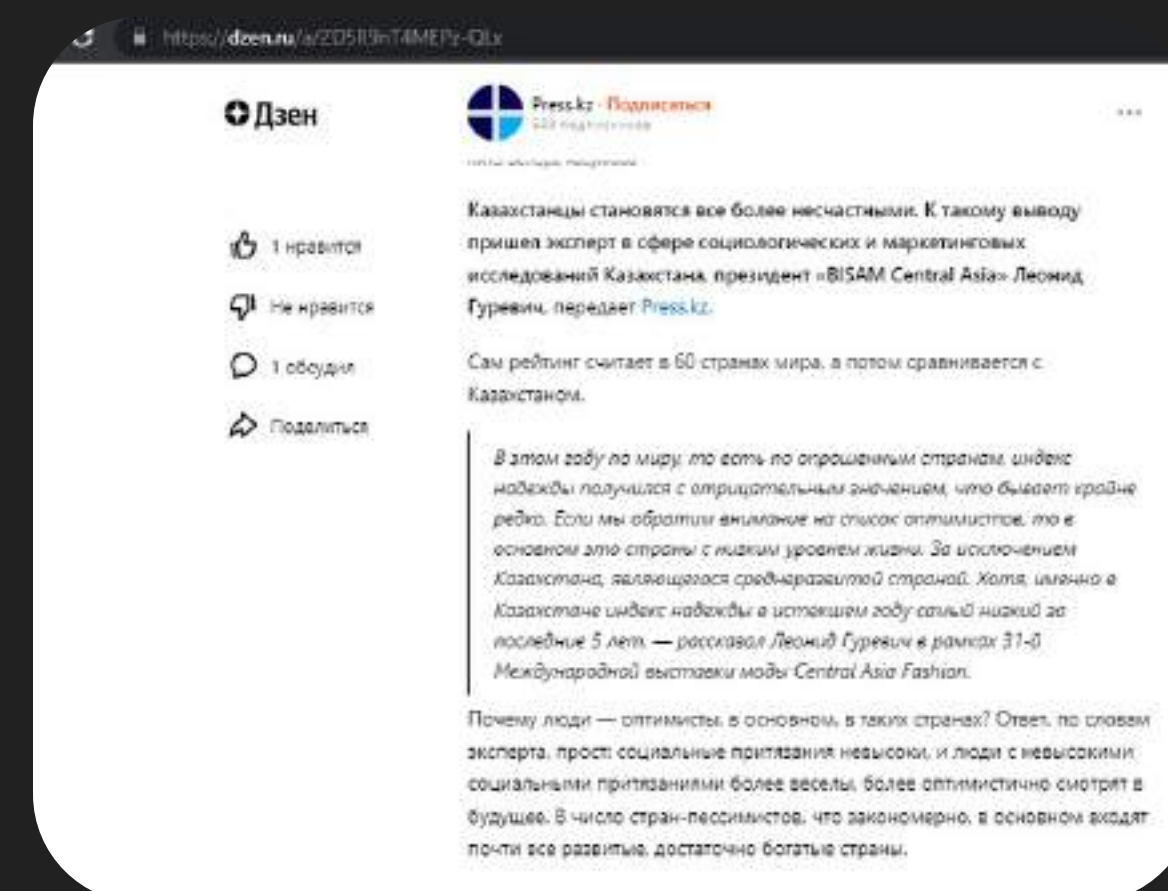 https://dzen.ru/a/
Дзен
Press.kz · Подписаться
1 нравится
Не нравится
1 обсудил
Поделиться
Казахстанцы становятся все более несчастными. К такому выводу
пришел эксперт в сфере социологических и маркетинговых
исследований Казахстана, президент «BISAM Central Asia» Леонид
Гуревич, передает Press.kz.
Сам рейтинг считает в 60 странах мира, а потом сравнивается с
Казахстаном.
В этом году по миру, то есть по опрошенным странам, индекс
надежды получился с отрицательным значением, что бывает крайне
редко. Если мы обратим внимание на список оптимистов, то в
основном это страны с низким уровнем жизни. За исключением
Казахстана, являющегося среднеразвитой страной. Хотя, именно в
Казахстане индекс надежды в истекшем году самый низкий за
последние 5 лет, — рассказал Леонид Гуревич в рамках 31-й
Международной выставки моды Central Asia Fashion.
Почему люди — оптимисты, в основном, в таких странах? Ответ, по словам
эксперта, прост: социальные притязания невысоки, и люди с невысокими
социальными притязаниями более веселы, более оптимистично смотрят в
будущее. В число стран-пессимистов, что закономерно, в основном входят
почти все развитые, достаточно богатые страны.